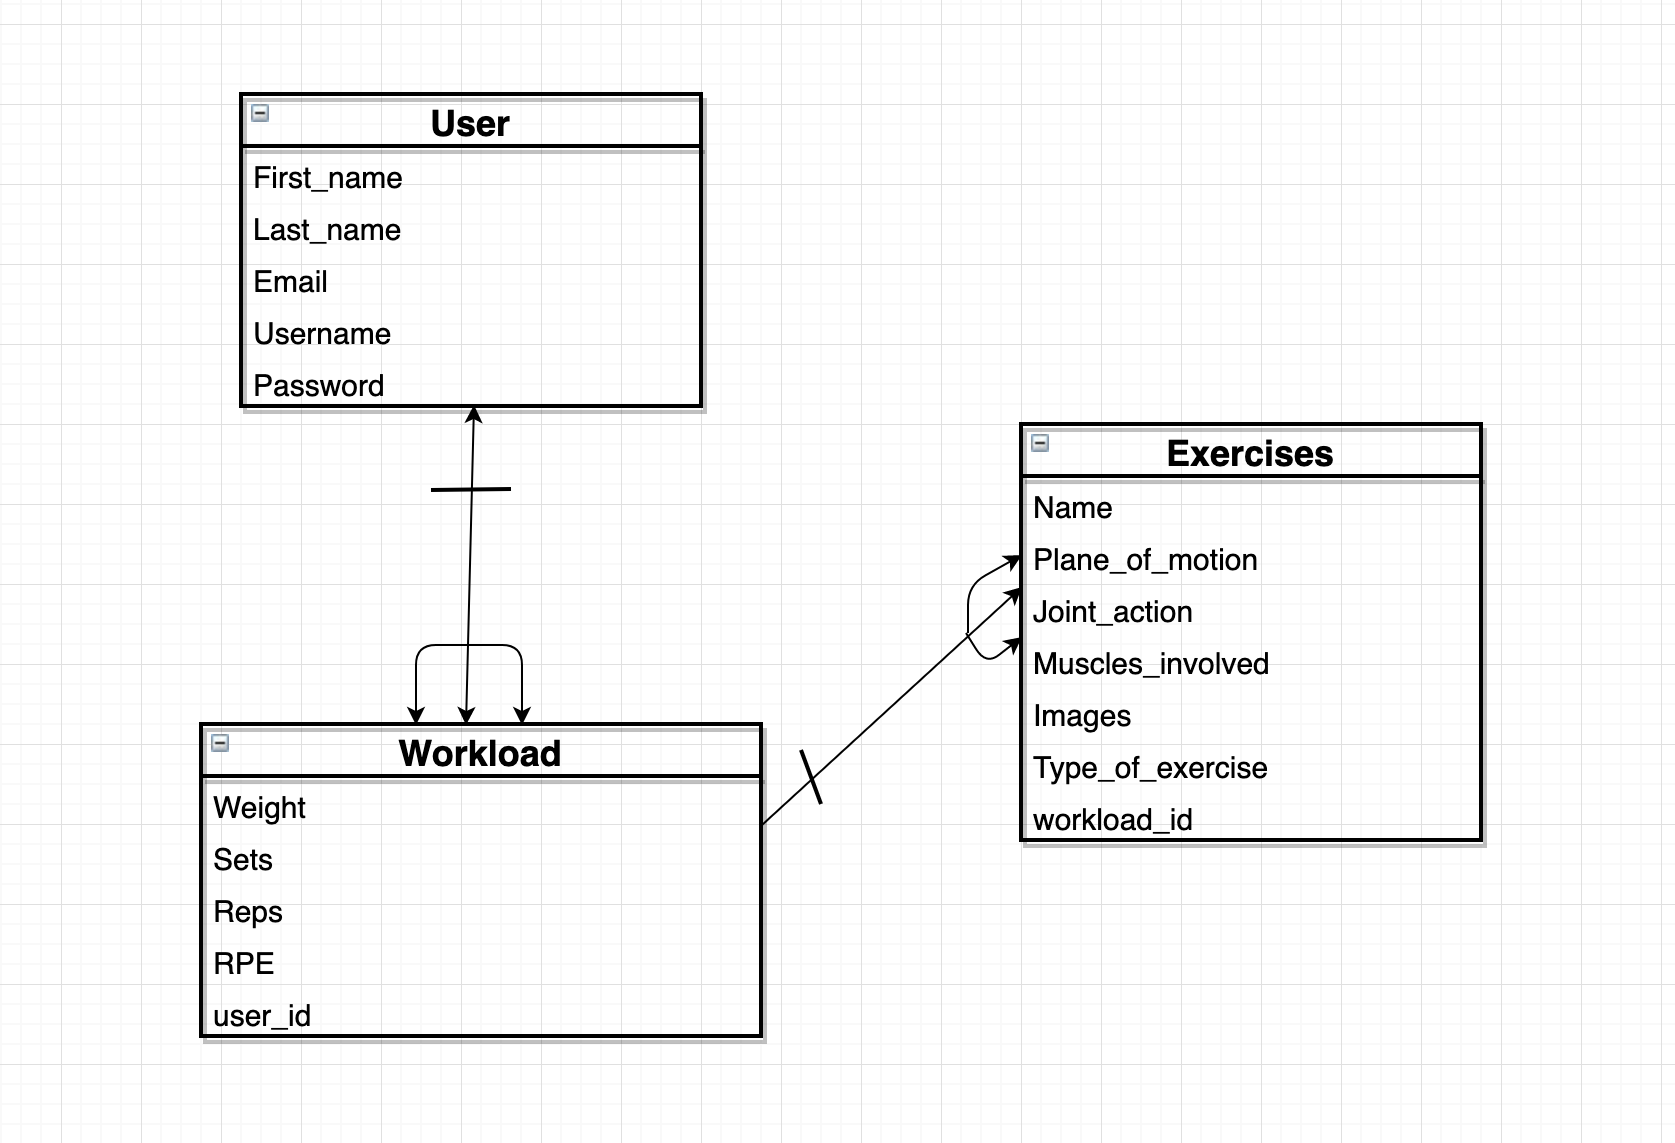 User
First_name
Last_name
Email
Username
Password
Exercises
Name
Plane_of_motion
Joint_action
Muscles_involved
Images
Type_of_exercise
workload_id
Workload
Weight
Sets
Reps
RPE
user_id